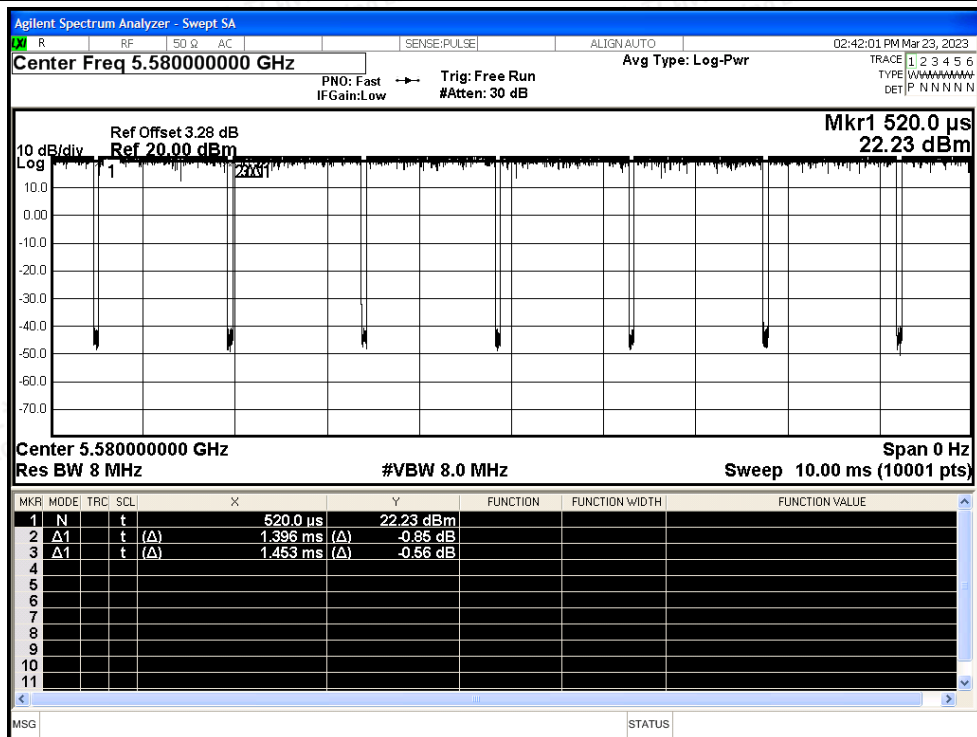 Agilent Spectrum Analyzer - Swept SA
LXI R RF 50 Ω AC SENSE:PULSE ALIGN AUTO 02:42:01 PM Mar 23, 2023
Center Freq 5.580000000 GHz Avg Type: Log-Pwr TRACE 1 2 3 4 5 6
PNO: Fast Trig: Free Run TYPE
IFGain:Low #Atten: 30 dB DET P N N N N N
Mkr1 520.0 µs
Ref Offset 3.28 dB 22.23 dBm
10 dB/div Ref 20.00 dBm
Log
1
10.0
0.00
-10.0
-20.0
-30.0
-40.0
-50.0
-60.0
-70.0
Center 5.580000000 GHz Span 0 Hz
Res BW 8 MHz #VBW 8.0 MHz Sweep 10.00 ms (10001 pts)
MKR MODE TRC SCL X Y FUNCTION FUNCTION WIDTH FUNCTION VALUE
1 N t 520.0 µs 22.23 dBm
2 Δ1 t (Δ) 1.396 ms (Δ) -0.85 dB
3 Δ1 t (Δ) 1.453 ms (Δ) -0.56 dB
4
5
6
7
8
9
10
11
MSG STATUS